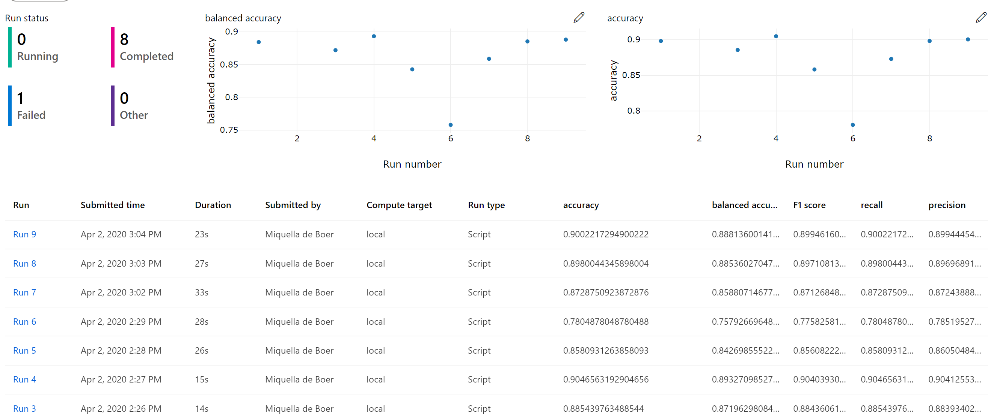 Run status
0
Running
8
Completed
1
Failed
0
Other
balanced accuracy
balanced accuracy
0.9
0.85
0.8
0.75
2 4 6 8
Run number
accuracy
accuracy
0.9
0.85
0.8
2 4 6 8
Run number
Run Submitted time Duration Submitted by Compute target Run type accuracy balanced accu... F1 score recall precision
Run 9 Apr 2, 2020 3:04 PM 23s Miquella de Boer local Script 0.9002217294900222 0.88813600141... 0.89946160... 0.90022172... 0.89944454...
Run 8 Apr 2, 2020 3:03 PM 27s Miquella de Boer local Script 0.8980044345898004 0.88536027047... 0.89710813... 0.89800443... 0.89696891...
Run 7 Apr 2, 2020 3:02 PM 33s Miquella de Boer local Script 0.8728750923872876 0.85880714677... 0.87126848... 0.87287509... 0.87243888...
Run 6 Apr 2, 2020 2:29 PM 28s Miquella de Boer local Script 0.7804878048780488 0.75792669648... 0.77582581... 0.78048780... 0.78519527...
Run 5 Apr 2, 2020 2:28 PM 26s Miquella de Boer local Script 0.8580931263858093 0.84269855522... 0.85608222... 0.85809312... 0.86050484...
Run 4 Apr 2, 2020 2:27 PM 15s Miquella de Boer local Script 0.9046563192904656 0.89327098527... 0.90403930... 0.90465631... 0.90412553...
Run 3 Apr 2, 2020 2:26 PM 14s Miquella de Boer local Script 0.885439763488544 0.87196298084... 0.88436061... 0.88543976... 0.88393402...